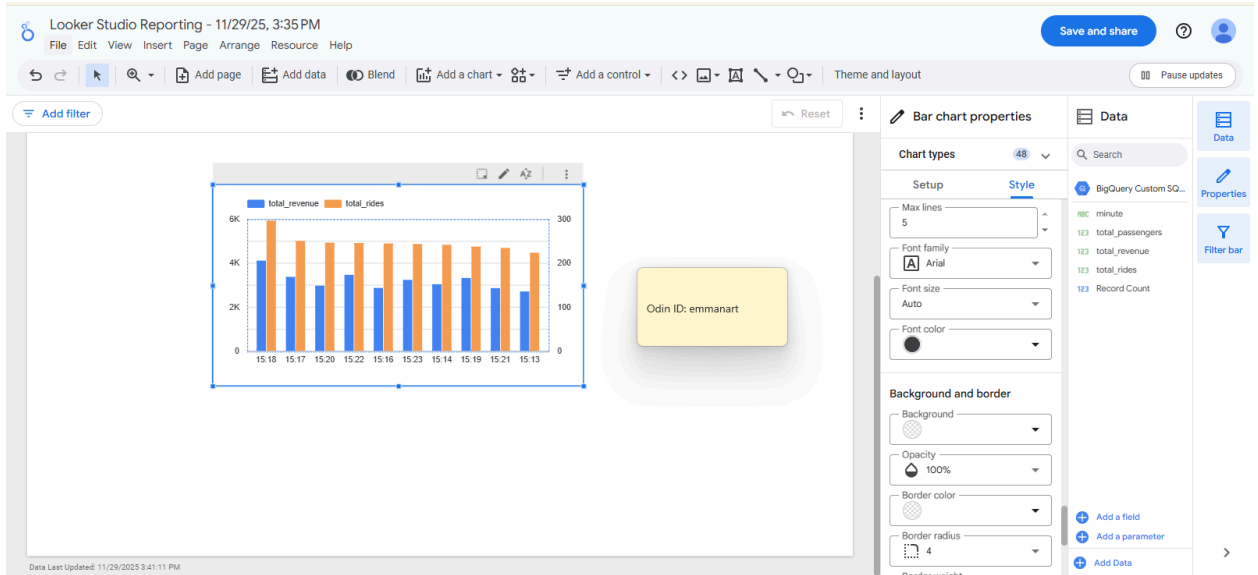 Looker Studio Reporting - 11/29/25, 3:35 PM
File Edit View Insert Page Arrange Resource Help
Save and share
Add page Add data Blend Add a chart Add a control Theme and layout Pause updates
Add filter
Reset
total_revenue total_rides
6K
4K
2K
0
300
200
100
0
15:18 15:17 15:20 15:22 15:16 15:23 15:14 15:19 15:21 15:13
Odin ID: emmanart
Data Last Updated: 11/29/2025 3:41:11 PM
Bar chart properties
Chart types 48
Setup Style
Max lines
5
Font family
A Arial
Font size
Auto
Font color
Background and border
Background
Opacity
100%
Border color
Border radius
4
Data
Search
BigQuery Custom SQ...
ABC minute
123 total_passengers
123 total_revenue
123 total_rides
123 Record Count
Add a field
Add a parameter
Add Data
Data
Properties
Filter bar